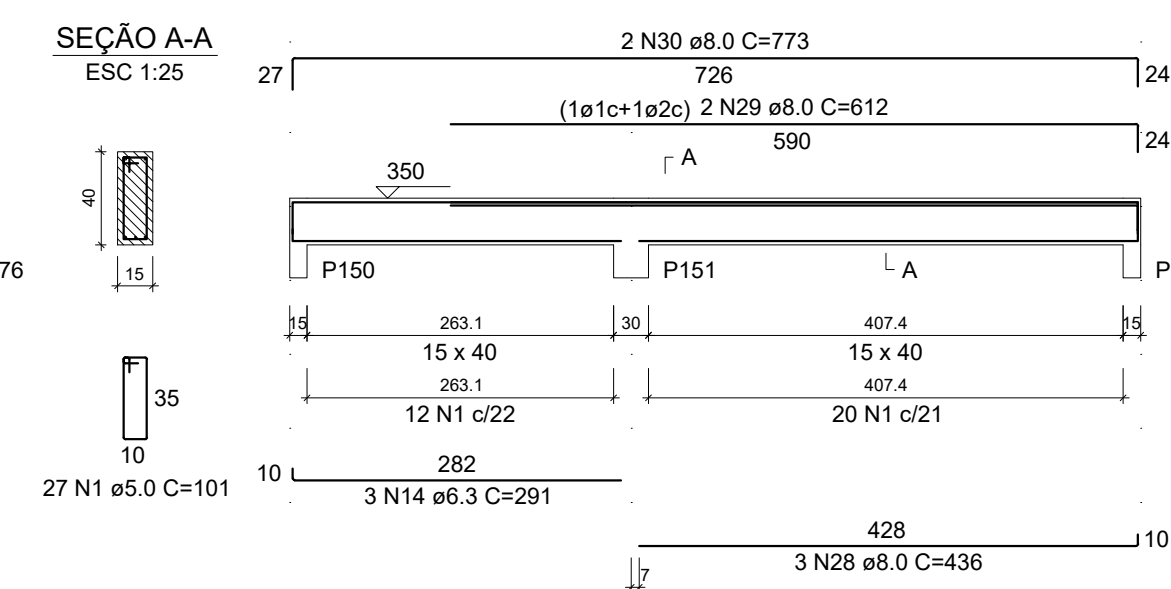 SEÇÃO A-A
ESC 1:25
40
15
76
35
10
27 N1 ø5.0 C=101
2 N30 ø8.0 C=773
27
726
24
(1ø1c+1ø2c) 2 N29 ø8.0 C=612
590
24
A
350
P150
P151
A
P
15
263.1
30
407.4
15
15 x 40
15 x 40
263.1
407.4
12 N1 c/22
20 N1 c/21
10
282
3 N14 ø6.3 C=291
428
10
3 N28 ø8.0 C=436
7